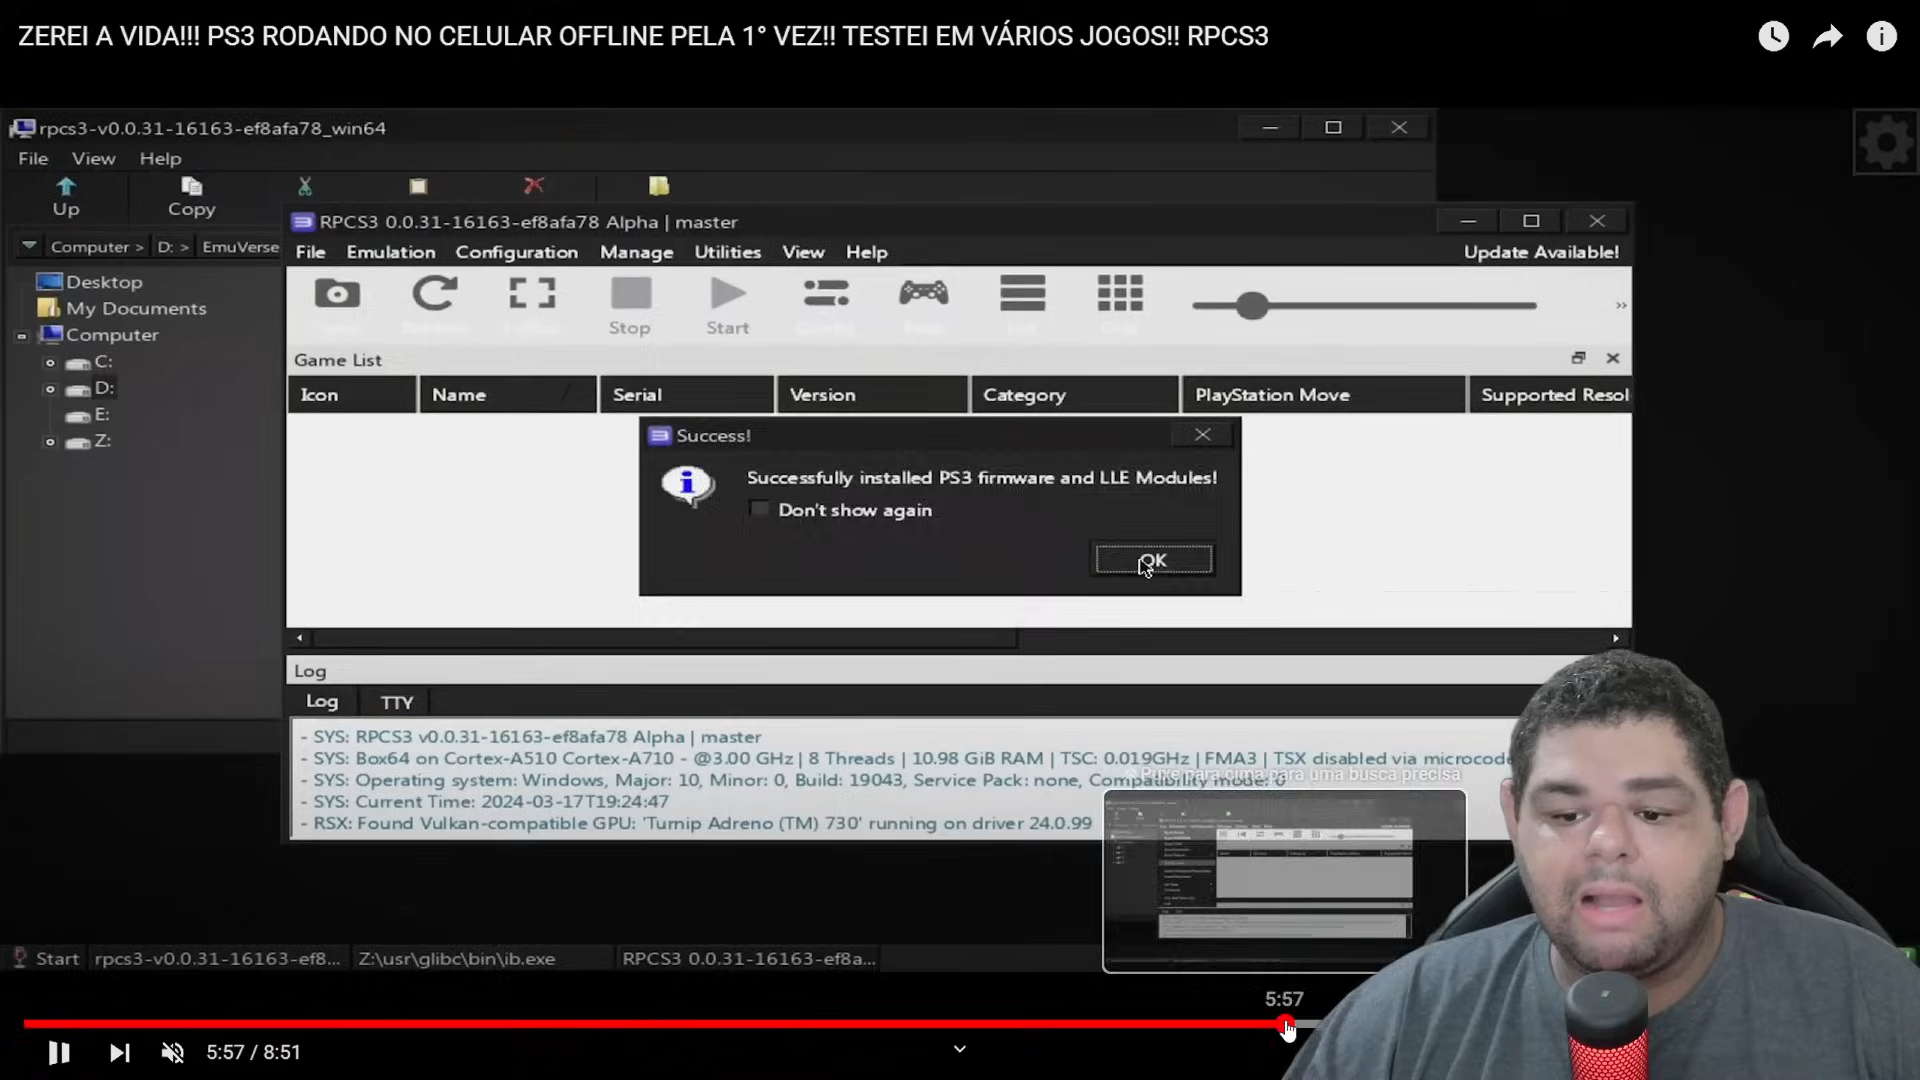 ZEREI A VIDA!!! PS3 RODANDO NO CELULAR OFFLINE PELA 1° VEZ!! TESTEI EM VÁRIOS JOGOS!! RPCS3
rpcs3-v0.0.31-16163-ef8afa78_win64
File View Help
Up Copy
RPCS3 0.0.31-16163-ef8afa78 Alpha | master
Computer > D: > EmuVerse
File Emulation Configuration Manage Utilities View Help Update Available!
Desktop
My Documents
Computer
C:
D:
E:
Z:
Stop Start
Game List
Icon Name Serial Version Category PlayStation Move Supported Resol
Success!
Successfully installed PS3 firmware and LLE Modules!
Don't show again
OK
Log
Log TTY
- SYS: RPCS3 v0.0.31-16163-ef8afa78 Alpha | master
- SYS: Box64 on Cortex-A510 Cortex-A710 - @3.00 GHz | 8 Threads | 10.98 GiB RAM | TSC: 0.019GHz | FMA3 | TSX disabled via microcode
- SYS: Operating system: Windows, Major: 10, Minor: 0, Build: 19043, Service Pack: none, Compatibility mode: 0
Puxe para cima para uma busca precisa
- SYS: Current Time: 2024-03-17T19:24:47
- RSX: Found Vulkan-compatible GPU: 'Turnip Adreno (TM) 730' running on driver 24.0.99
Start rpcs3-v0.0.31-16163-ef8... Z:\usr\glibc\bin\ib.exe RPCS3 0.0.31-16163-ef8a...
5:57
5:57 / 8:51